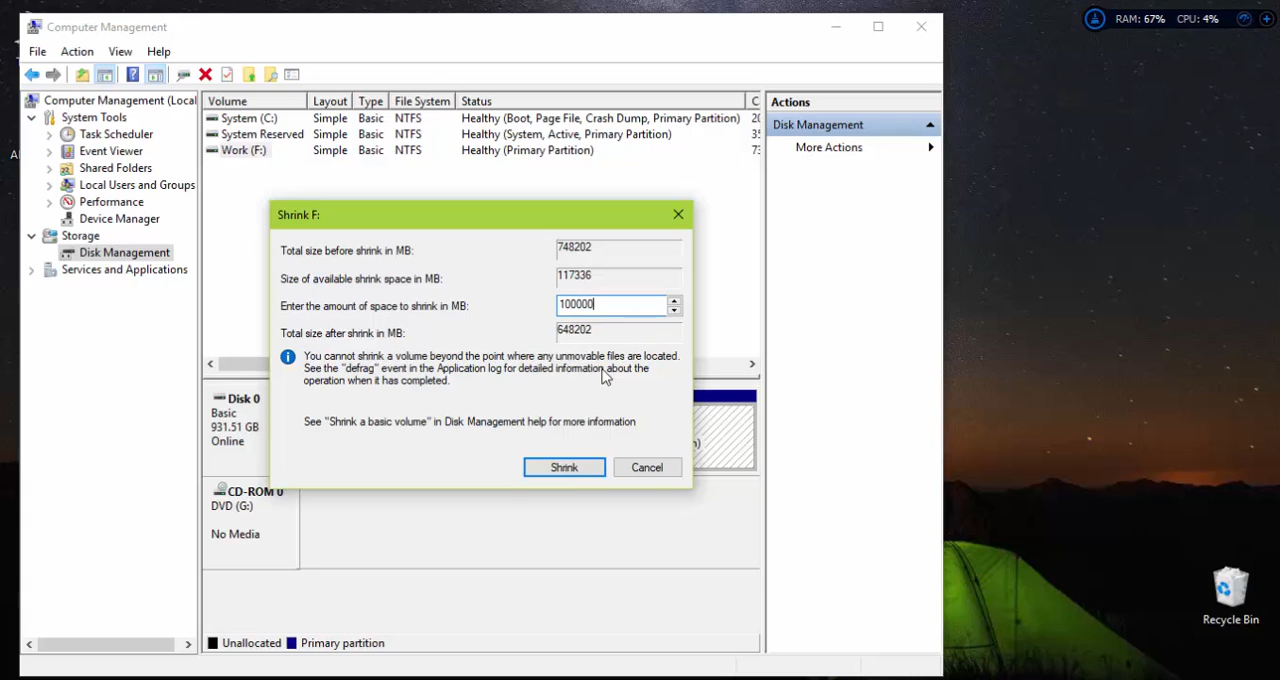 Computer Management
RAM: 67% CPU: 4%
File Action View Help
Computer Management (Local
System Tools
Task Scheduler
Event Viewer
Shared Folders
Local Users and Groups
Performance
Device Manager
Storage
Disk Management
Services and Applications
Volume Layout Type File System Status C
System (C:) Simple Basic NTFS Healthy (Boot, Page File, Crash Dump, Primary Partition) 20
System Reserved Simple Basic NTFS Healthy (System, Active, Primary Partition) 35
Work (F:) Simple Basic NTFS Healthy (Primary Partition) 73
Actions
Disk Management
More Actions
Shrink F:
Total size before shrink in MB: 748202
Size of available shrink space in MB: 117336
Enter the amount of space to shrink in MB: 100000
Total size after shrink in MB: 648202
You cannot shrink a volume beyond the point where any unmovable files are located.
See the "defrag" event in the Application log for detailed information about the
operation when it has completed.
See "Shrink a basic volume" in Disk Management help for more information
Shrink Cancel
Disk 0
Basic
931.51 GB
Online
CD-ROM 0
DVD (G:)
No Media
Unallocated Primary partition
Recycle Bin